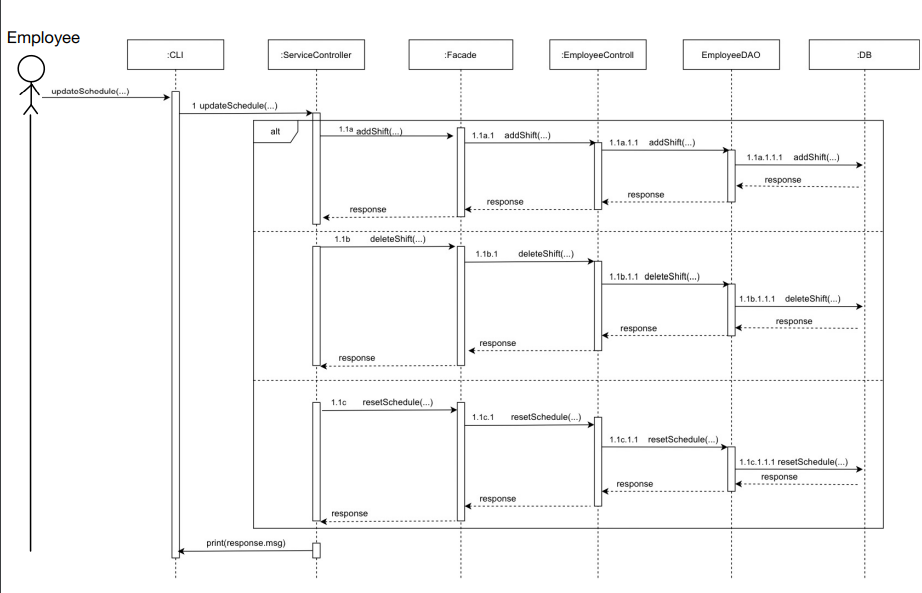 Employee
:CLI
:ServiceController
:Facade
:EmployeeControll
EmployeeDAO
:DB
updateSchedule(...)
1 updateSchedule(...)
alt
1.1a addShift(...)
1.1a.1 addShift(...)
1.1a.1.1 addShift(...)
1.1a.1.1.1 addShift(...)
response
response
response
response
1.1b deleteShift(...)
1.1b.1 deleteShift(...)
1.1b.1.1 deleteShift(...)
1.1b.1.1.1 deleteShift(...)
response
response
response
response
1.1c resetSchedule(...)
1.1c.1 resetSchedule(...)
1.1c.1.1 resetSchedule(...)
1.1c.1.1.1 resetSchedule(...)
response
response
response
response
print(response.msg)